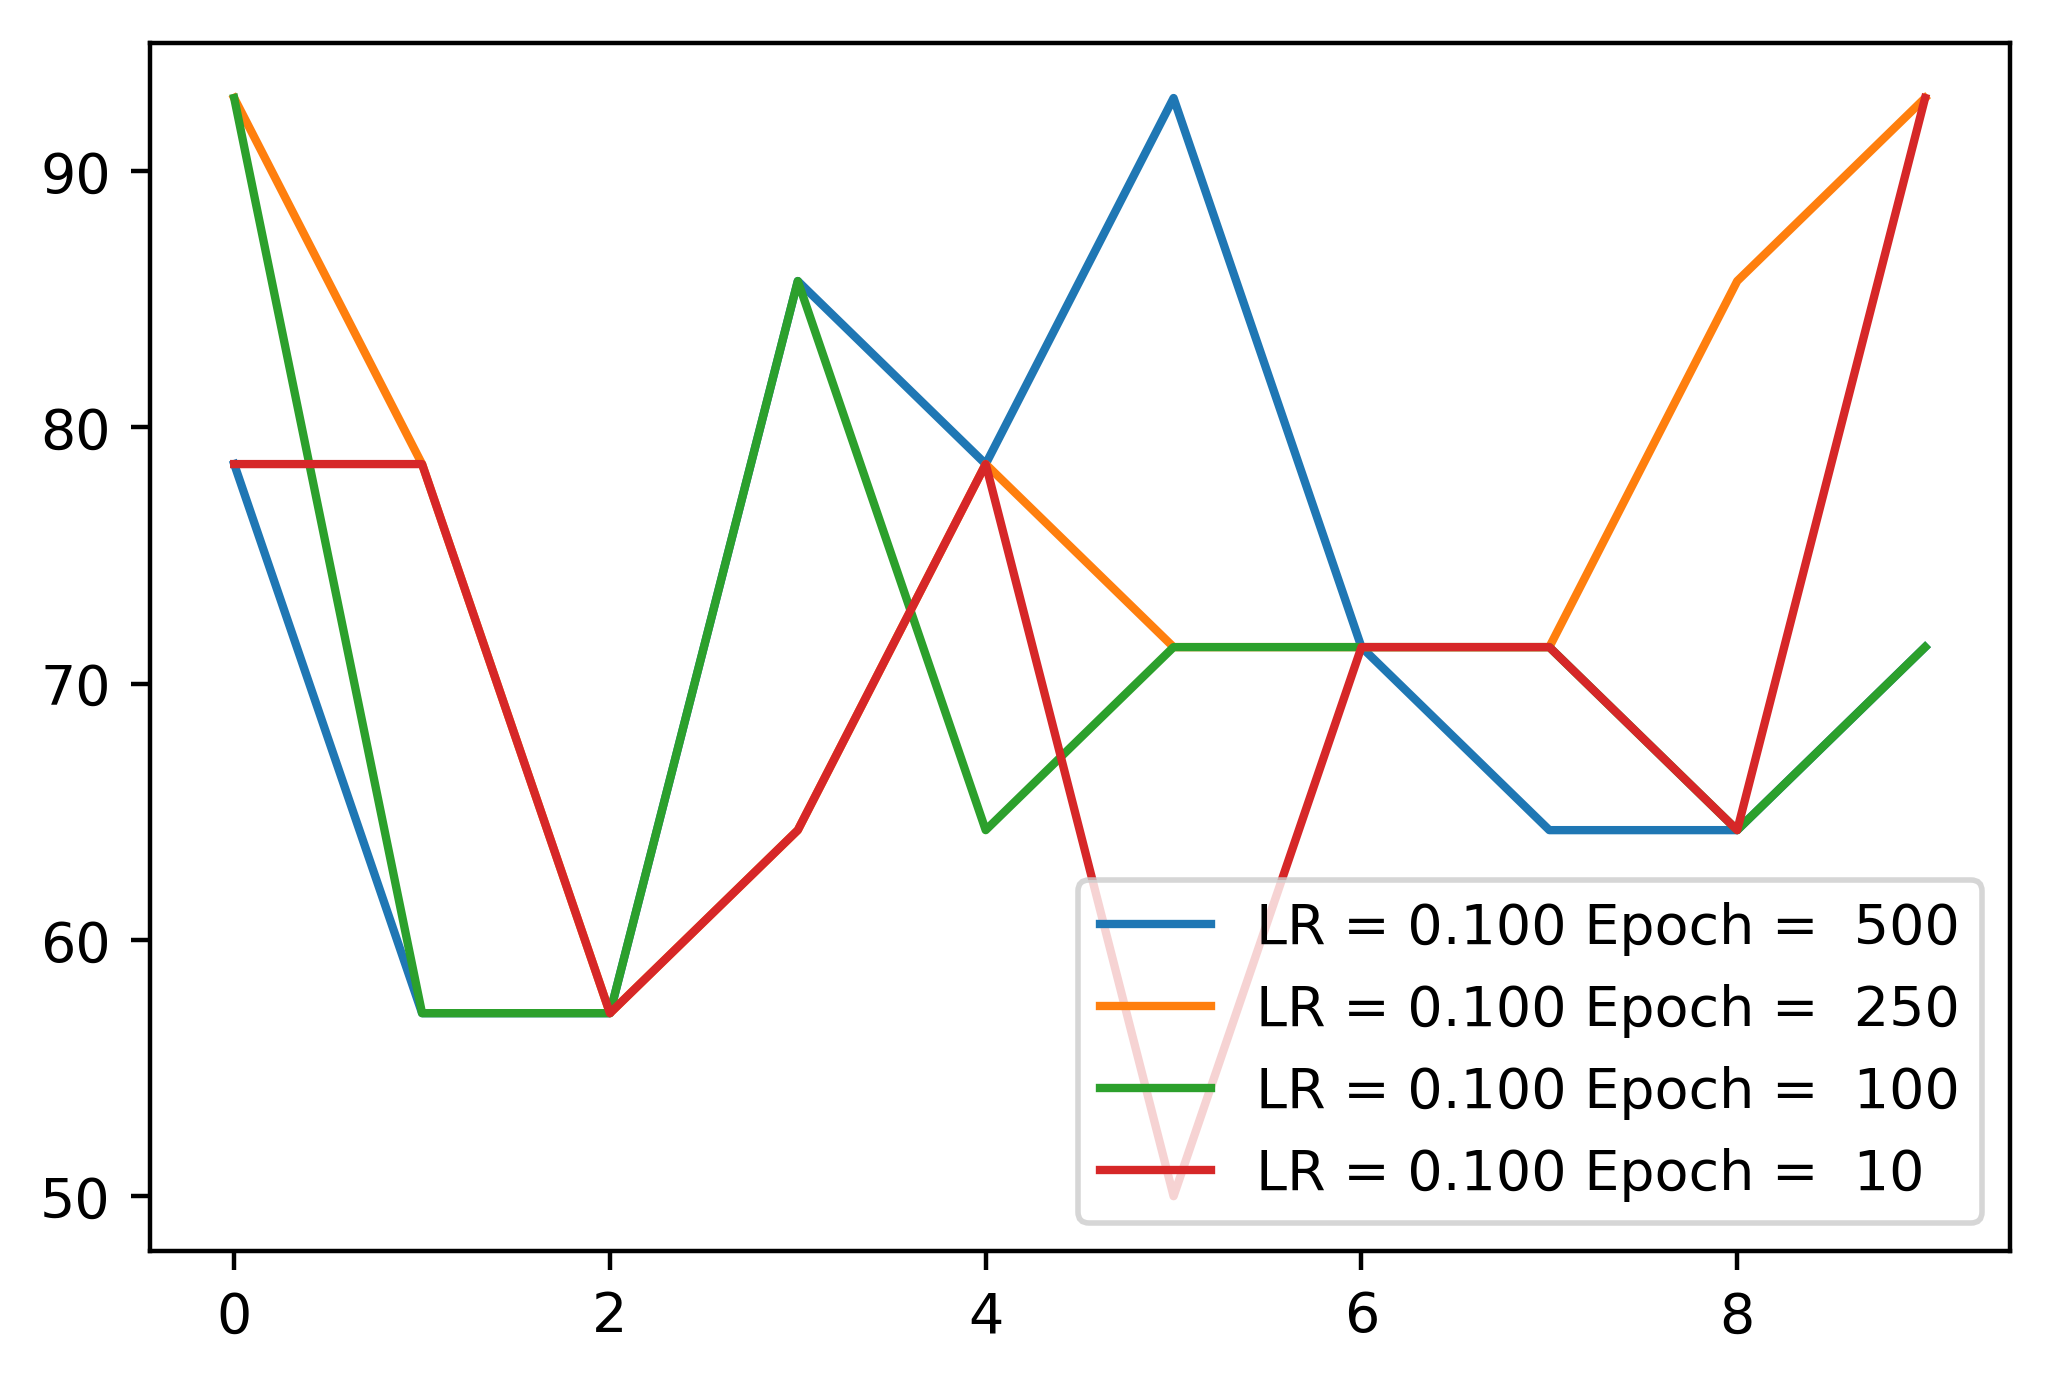 90
80
70
60
50
0 2 4 6 8
LR = 0.100 Epoch =  500
LR = 0.100 Epoch =  250
LR = 0.100 Epoch =  100
LR = 0.100 Epoch =  10